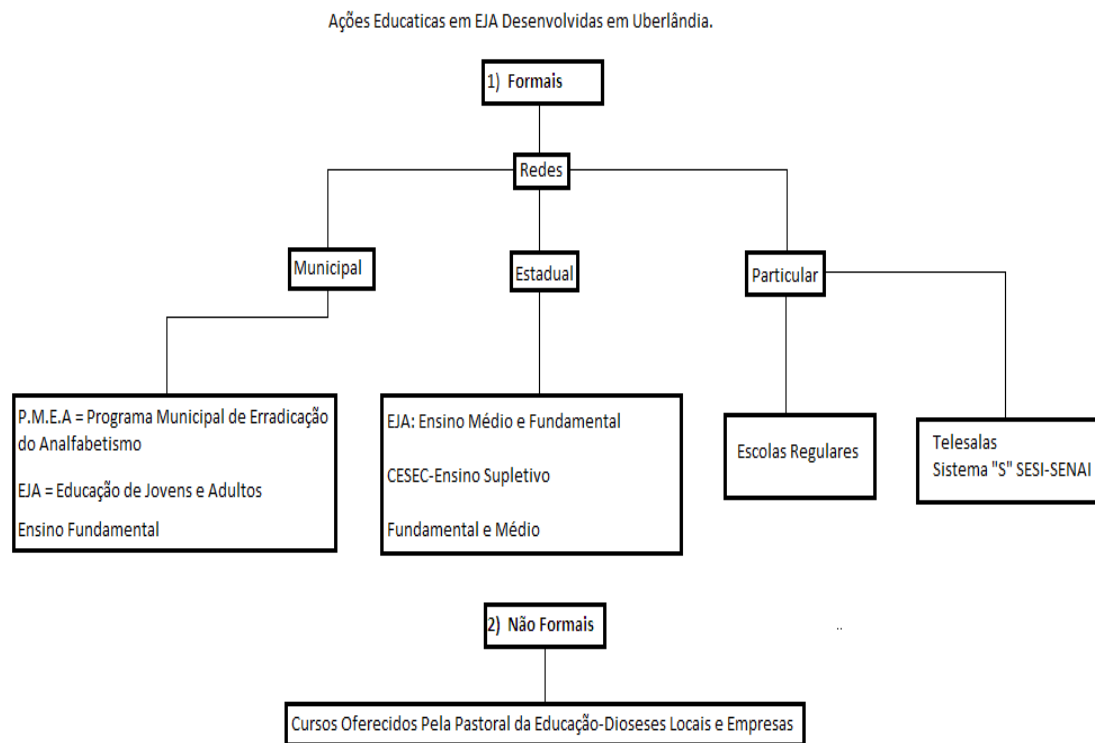 Ações Educaticas em EJA Desenvolvidas em Uberlândia.
1) Formais
Redes
Municipal
Estadual
Particular
P.M.E.A = Programa Municipal de Erradicação
do Analfabetismo
EJA = Educação de Jovens e Adultos
Ensino Fundamental
EJA: Ensino Médio e Fundamental
CESEC-Ensino Supletivo
Fundamental e Médio
Escolas Regulares
Telesalas
Sistema "S" SESI-SENAI
2) Não Formais
..
Cursos Oferecidos Pela Pastoral da Educação-Dioseses Locais e Empresas